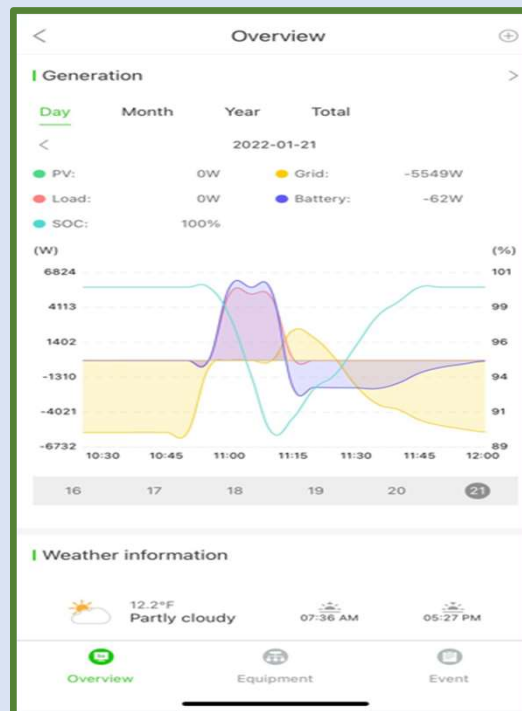 Overview
Generation
Day Month Year Total
2022-01-21
PV: 0W Grid: -5549W
Load: 0W Battery: -62W
SOC: 100%
(W) (%)
6824 101
4113 99
1402 96
-1310 94
-4021 91
-6732 89
10:30 10:45 11:00 11:15 11:30 11:45 12:00
16 17 18 19 20 21
Weather information
12.2°F
Partly cloudy 07:36 AM 05:27 PM
Overview Equipment Event